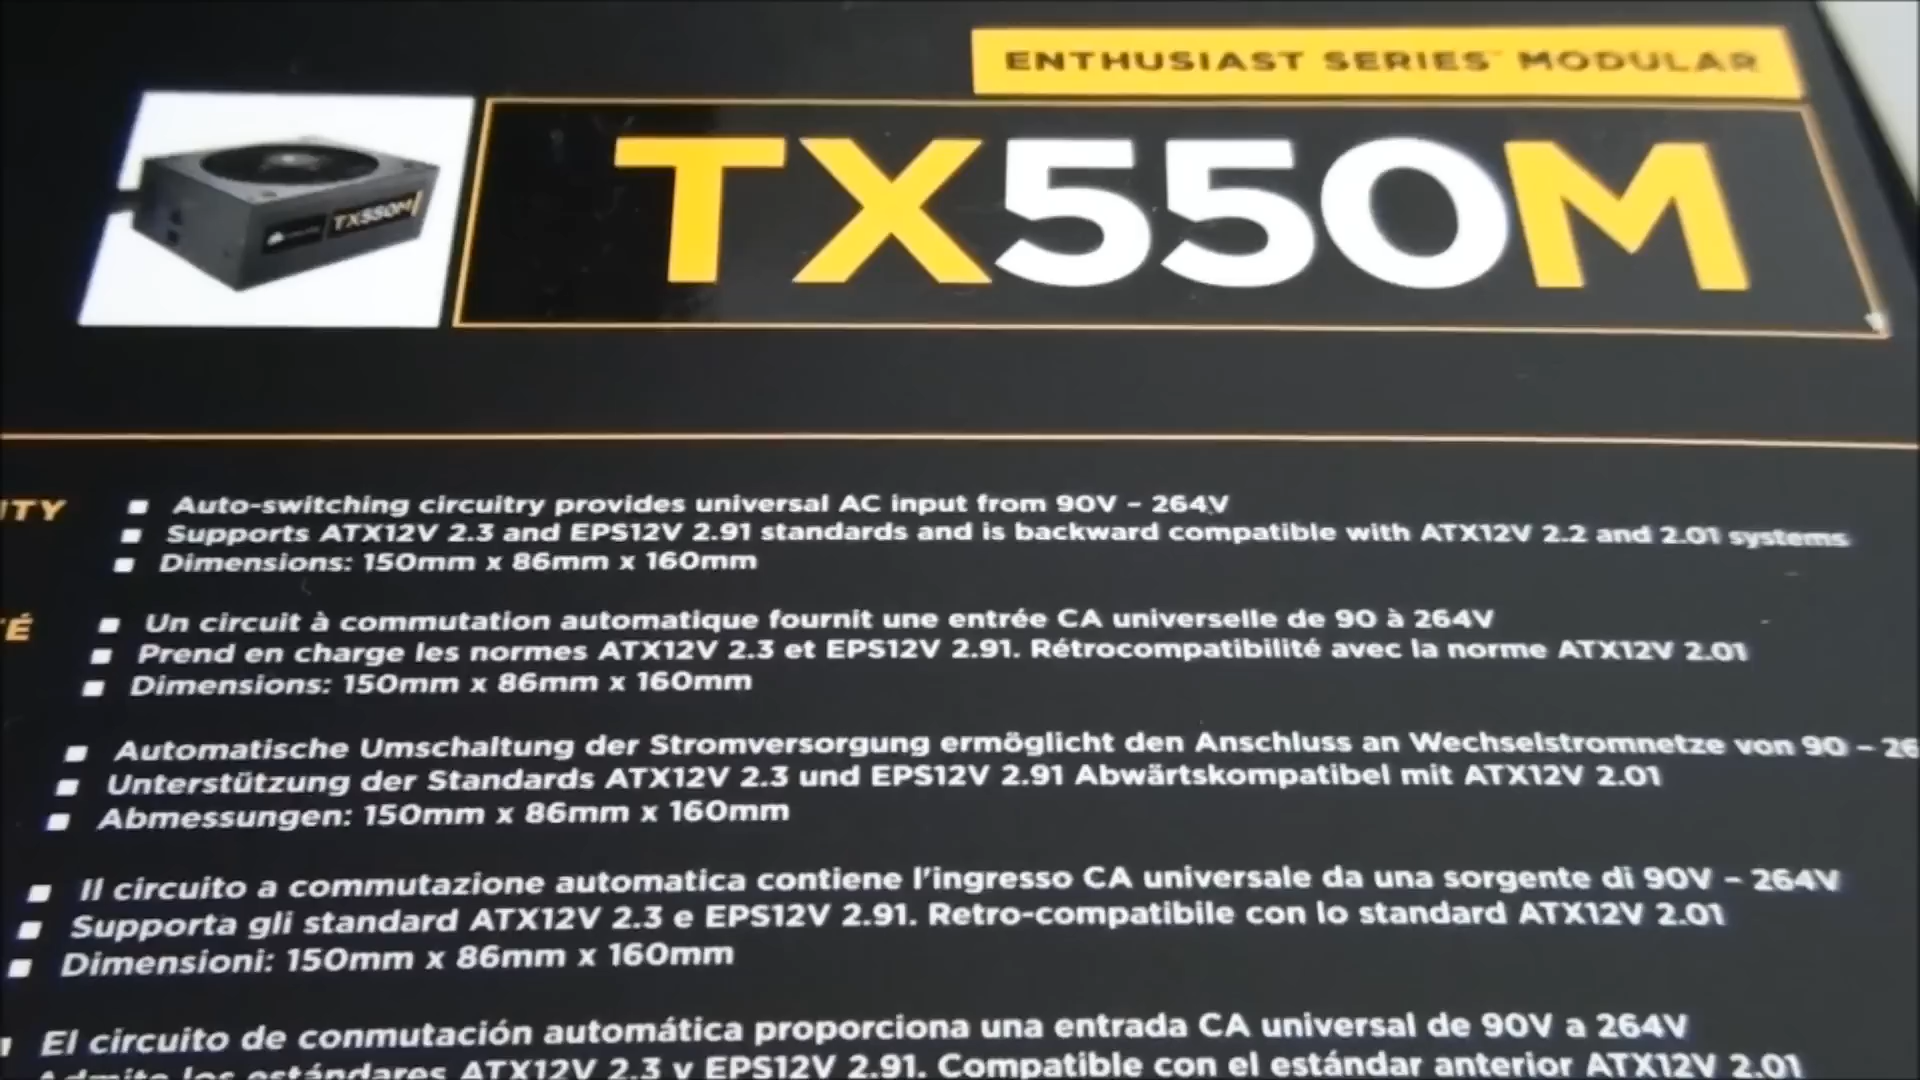 ENTHUSIAST SERIES™ MODULAR
TX550M
TX550M
ITY
Auto-switching circuitry provides universal AC input from 90V - 264V
Supports ATX12V 2.3 and EPS12V 2.91 standards and is backward compatible with ATX12V 2.2 and 2.01 systems
Dimensions: 150mm x 86mm x 160mm
É
Un circuit à commutation automatique fournit une entrée CA universelle de 90 à 264V
Prend en charge les normes ATX12V 2.3 et EPS12V 2.91. Rétrocompatibilité avec la norme ATX12V 2.01
Dimensions: 150mm x 86mm x 160mm
Automatische Umschaltung der Stromversorgung ermöglicht den Anschluss an Wechselstromnetze von 90 - 26
Unterstützung der Standards ATX12V 2.3 und EPS12V 2.91 Abwärtskompatibel mit ATX12V 2.01
Abmessungen: 150mm x 86mm x 160mm
Il circuito a commutazione automatica contiene l'ingresso CA universale da una sorgente di 90V - 264V
Supporta gli standard ATX12V 2.3 e EPS12V 2.91. Retro-compatibile con lo standard ATX12V 2.01
Dimensioni: 150mm x 86mm x 160mm
El circuito de conmutación automática proporciona una entrada CA universal de 90V a 264V
Admite los estándares ATX12V 2.3 y EPS12V 2.91. Compatible con el estándar anterior ATX12V 2.01